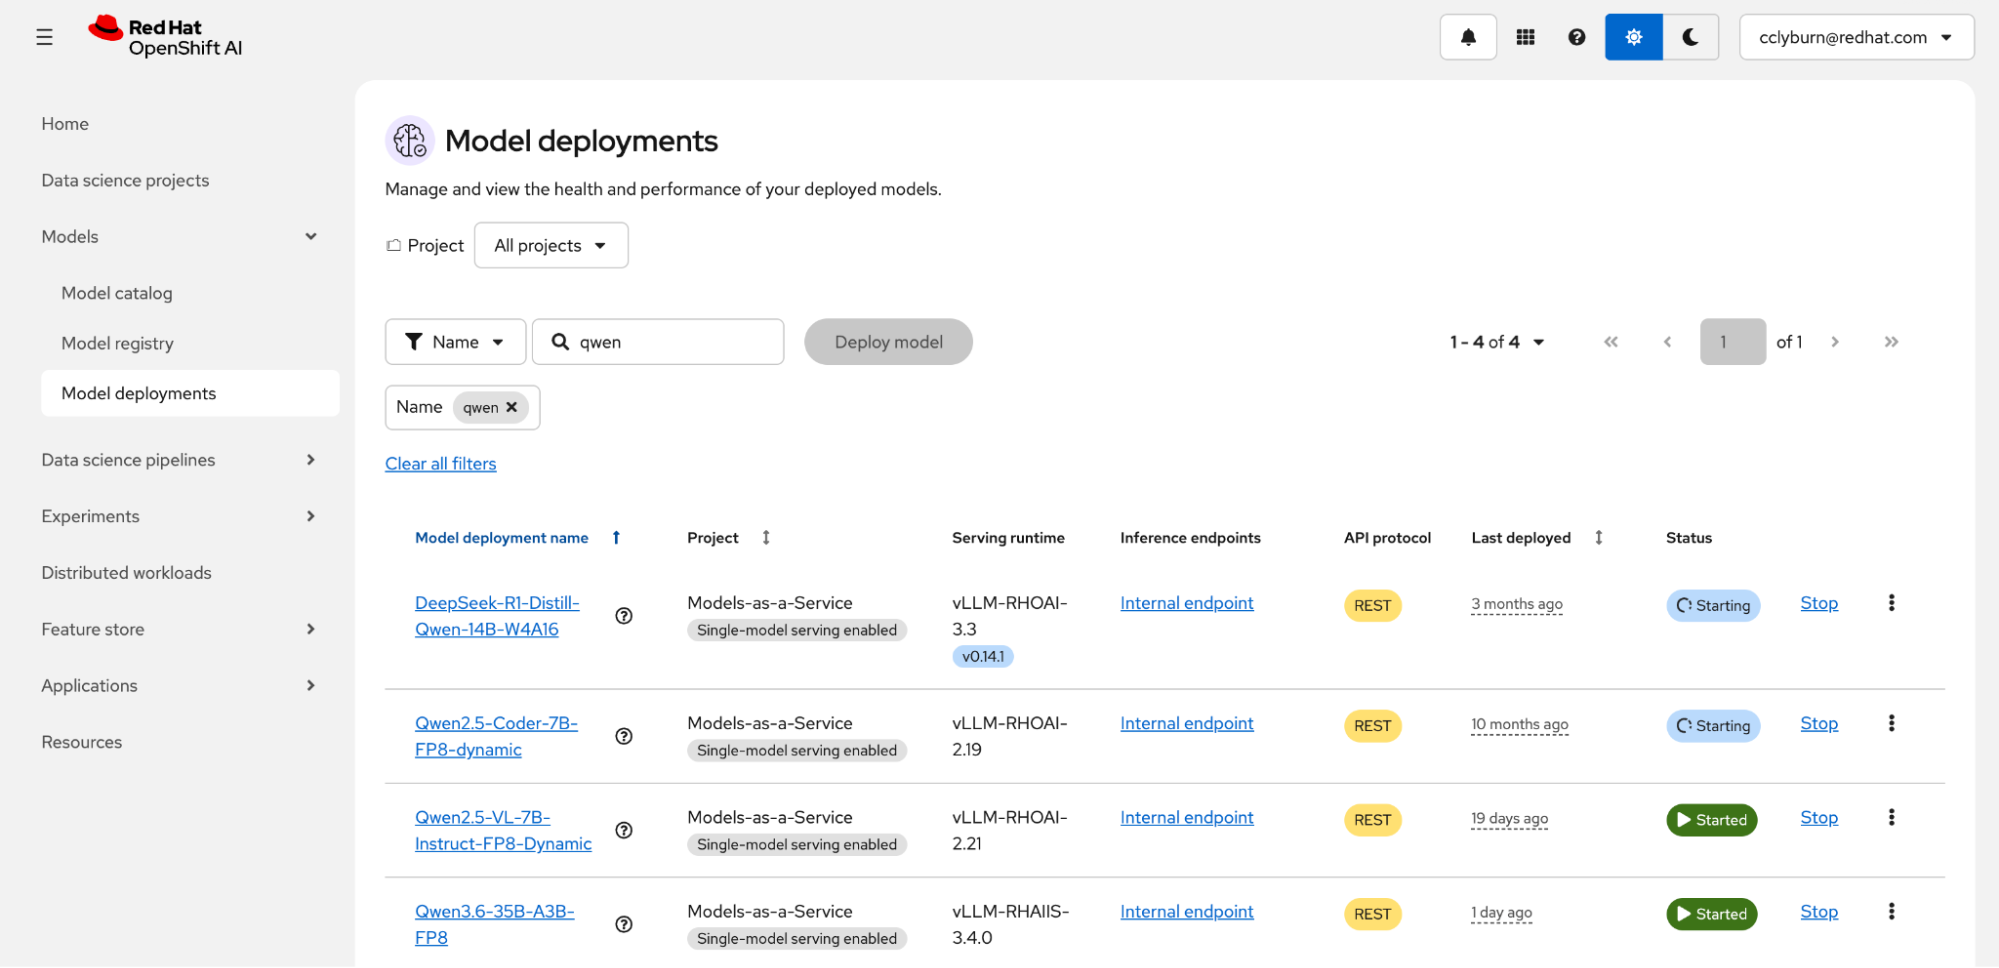 Red Hat
OpenShift AI
cclyburn@redhat.com
Home
Data science projects
Models
Model catalog
Model registry
Model deployments
Data science pipelines
Experiments
Distributed workloads
Feature store
Applications
Resources
Model deployments
Manage and view the health and performance of your deployed models.
Project All projects
Name qwen Deploy model 1 - 4 of 4 1 of 1
Name qwen
Clear all filters
Model deployment name Project Serving runtime Inference endpoints API protocol Last deployed Status
DeepSeek-R1-Distill-
Qwen-14B-W4A16
Models-as-a-Service
Single-model serving enabled
vLLM-RHOAI-
3.3
v0.14.1
Internal endpoint
REST
3 months ago
Starting
Stop
Qwen2.5-Coder-7B-
FP8-dynamic
Models-as-a-Service
Single-model serving enabled
vLLM-RHOAI-
2.19
Internal endpoint
REST
10 months ago
Starting
Stop
Qwen2.5-VL-7B-
Instruct-FP8-Dynamic
Models-as-a-Service
Single-model serving enabled
vLLM-RHOAI-
2.21
Internal endpoint
REST
19 days ago
Started
Stop
Qwen3.6-35B-A3B-
FP8
Models-as-a-Service
Single-model serving enabled
vLLM-RHAIIS-
3.4.0
Internal endpoint
REST
1 day ago
Started
Stop